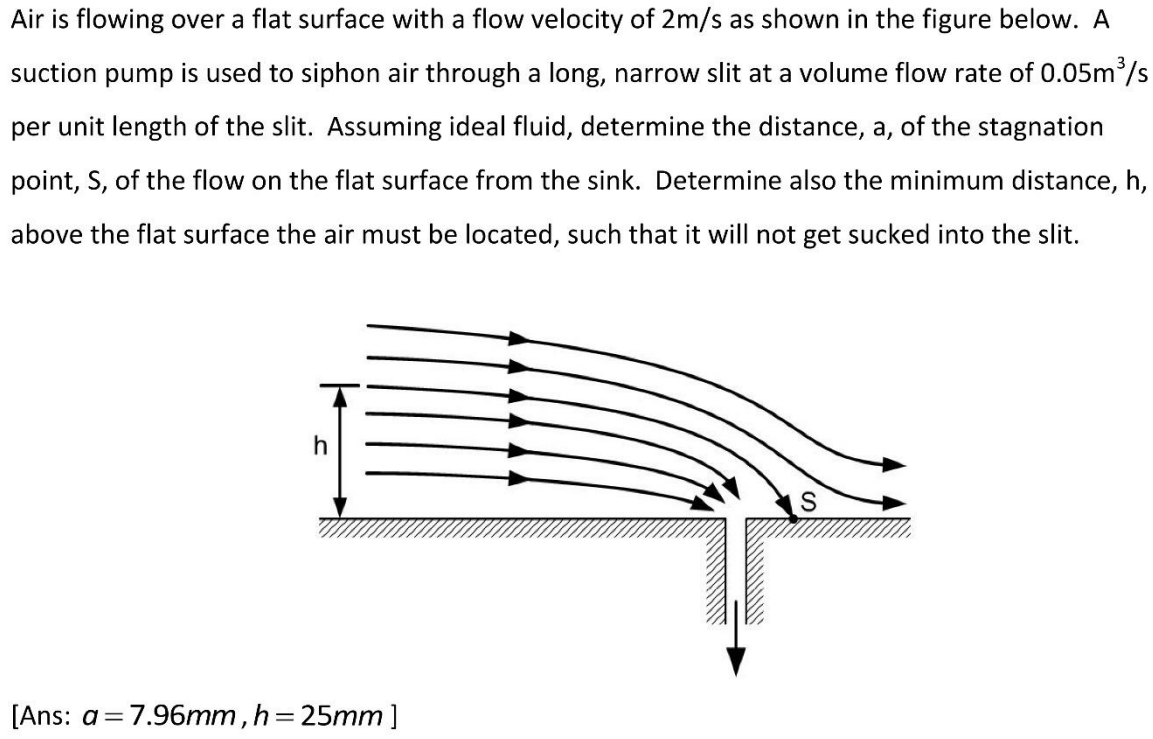 Air is flowing over a flat surface with a flow velocity of 2m/s as shown in the figure below.  A
suction pump is used to siphon air through a long, narrow slit at a volume flow rate of 0.05m³/s
per unit length of the slit.  Assuming ideal fluid, determine the distance, a, of the stagnation
point, S, of the flow on the flat surface from the sink.  Determine also the minimum distance, h,
above the flat surface the air must be located, such that it will not get sucked into the slit.
h
S
[Ans: a=7.96mm, h=25mm ]